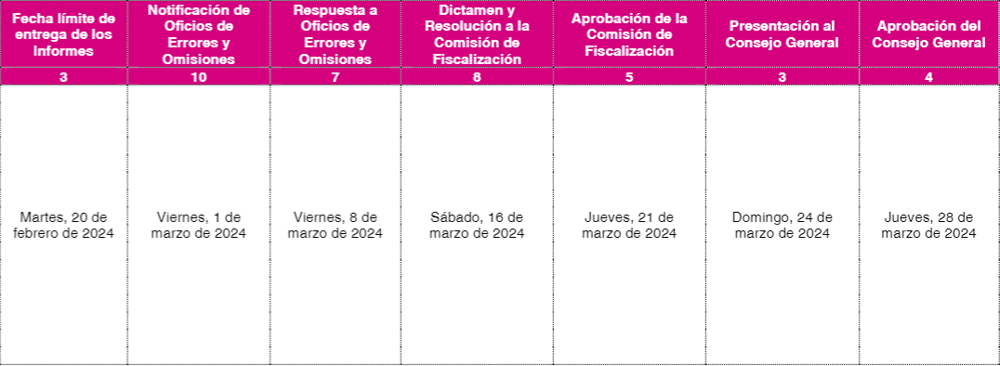 Fecha límite de
entrega de los
Informes
Notificación de
Oficios de
Errores y
Omisiones
Respuesta a
Oficios de
Errores y
Omisiones
Dictamen y
Resolución a la
Comisión de
Fiscalización
Aprobación de la
Comisión de
Fiscalización
Presentación al
Consejo General
Aprobación del
Consejo General
3
10
7
8
5
3
4
Martes, 20 de
febrero de 2024
Viernes, 1 de
marzo de 2024
Viernes, 8 de
marzo de 2024
Sábado, 16 de
marzo de 2024
Jueves, 21 de
marzo de 2024
Domingo, 24 de
marzo de 2024
Jueves, 28 de
marzo de 2024